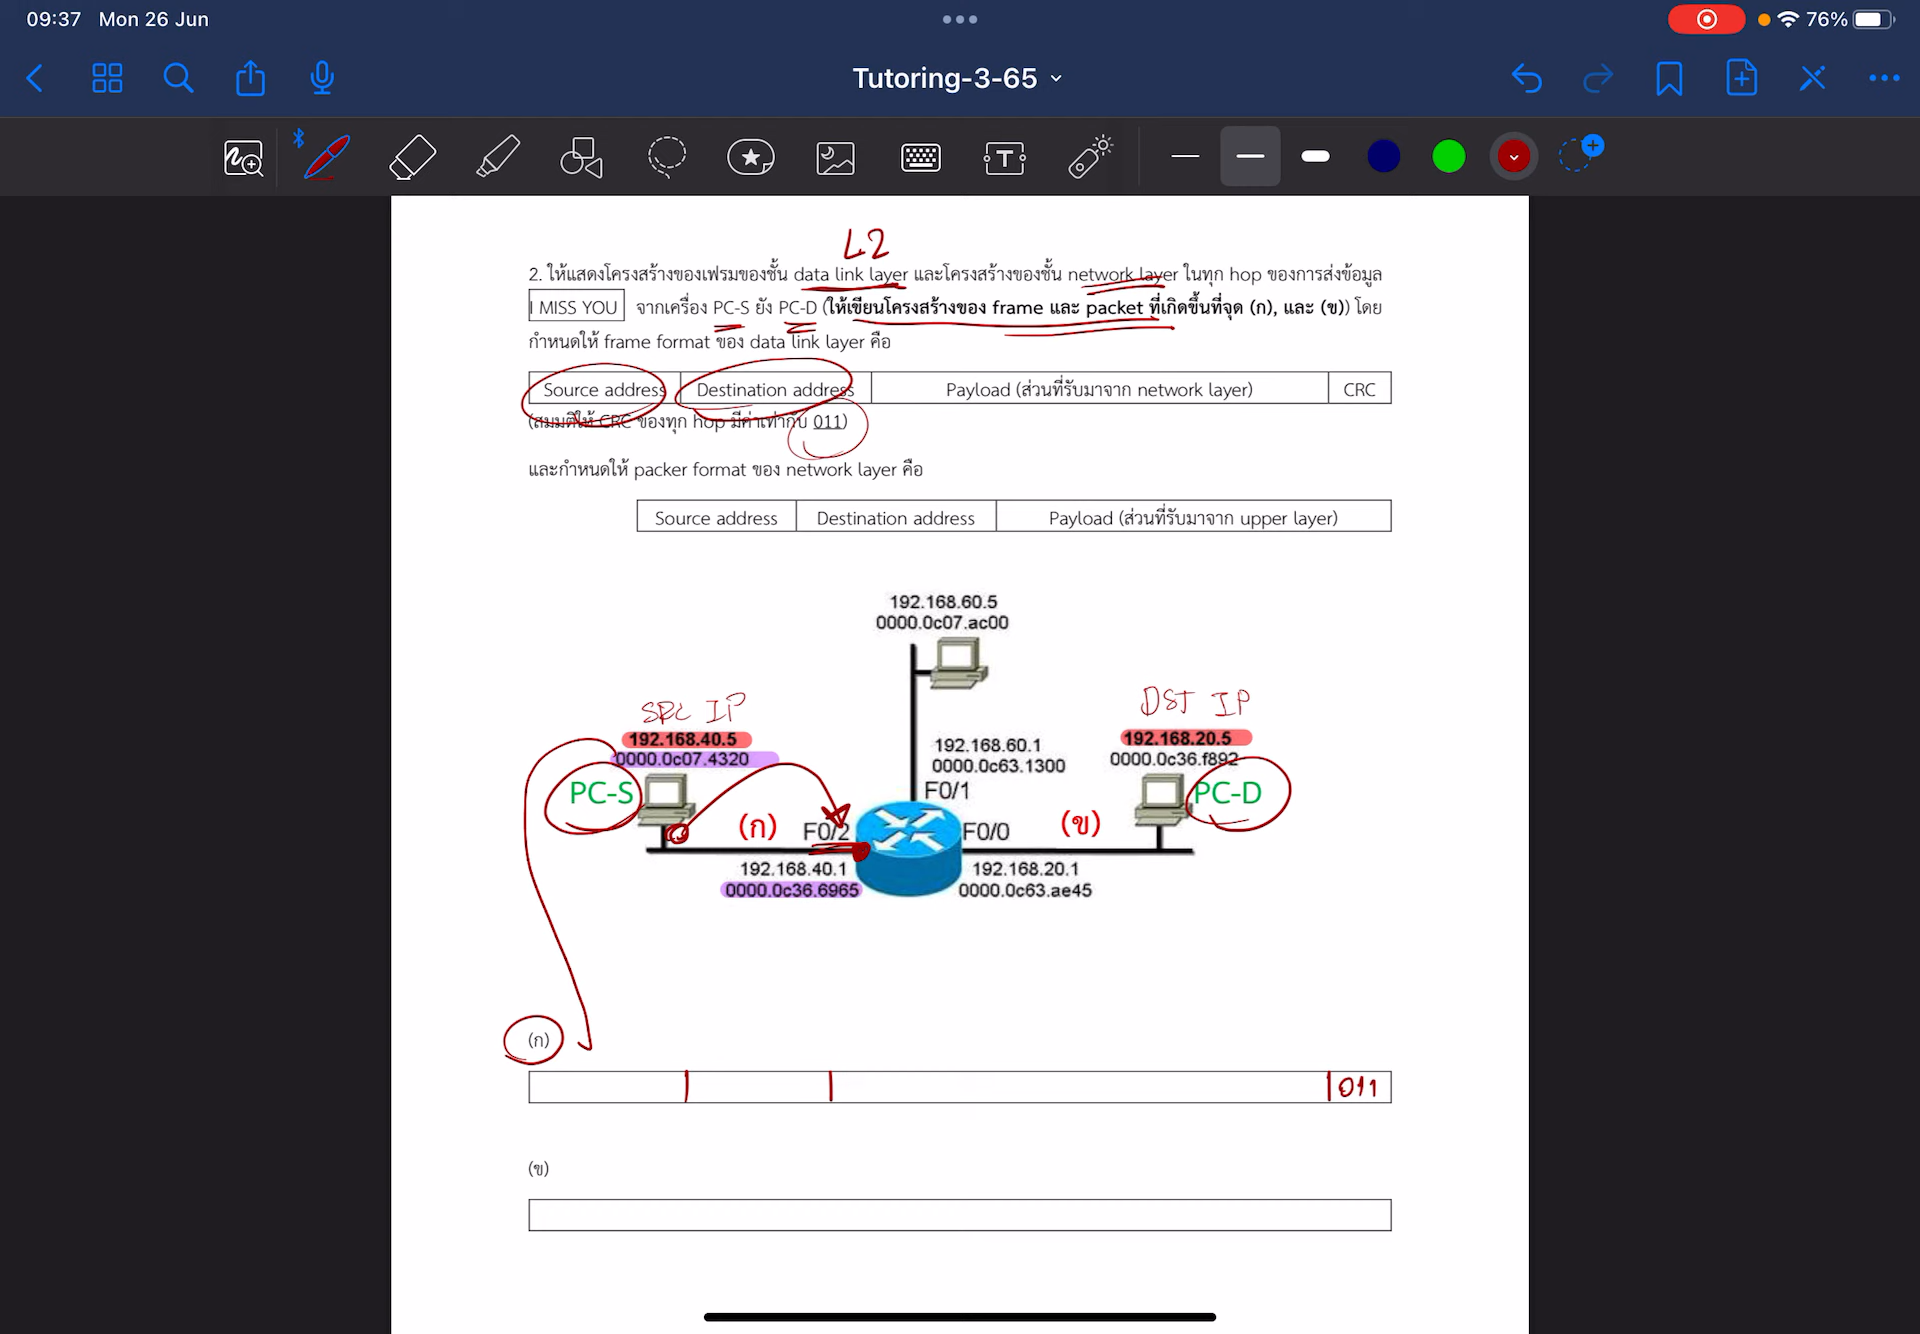 09:37 Mon 26 Jun
76%
Tutoring-3-65
L2
2. ให้แสดงโครงสร้างของเฟรมของชั้น data link layer และโครงสร้างของชั้น network layer ในทุก hop ของการส่งข้อมูล
I MISS YOU จากเครื่อง PC-S ยัง PC-D (ให้เขียนโครงสร้างของ frame และ packet ที่เกิดขึ้นที่จุด (ก), และ (ข)) โดย
กำหนดให้ frame format ของ data link layer คือ
Source address Destination address Payload (ส่วนที่รับมาจาก network layer) CRC
(สมมติให้ CRC ของทุก hop มีค่าเท่ากับ 011)
และกำหนดให้ packer format ของ network layer คือ
Source address Destination address Payload (ส่วนที่รับมาจาก upper layer)
192.168.60.5
0000.0c07.ac00
SRC IP
DST IP
192.168.40.5
0000.0c07.4320
192.168.60.1
0000.0c63.1300
192.168.20.5
0000.0c36.f892
PC-S
F0/1
PC-D
(ก) F0/2 F0/0 (ข)
192.168.40.1
0000.0c36.6965
192.168.20.1
0000.0c63.ae45
(ก)
011
(ข)